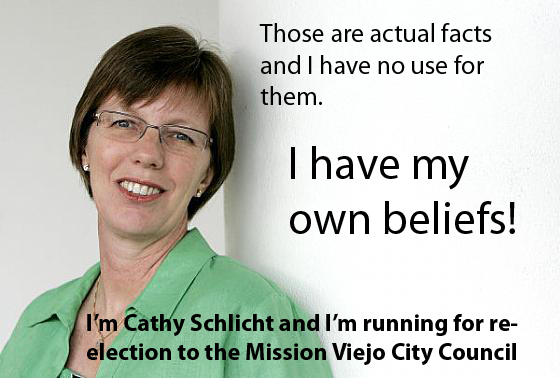 Those are actual facts
and I have no use for
them.
I have my
own beliefs!
I'm Cathy Schlicht and I'm running for re-
election to the Mission Viejo City Council